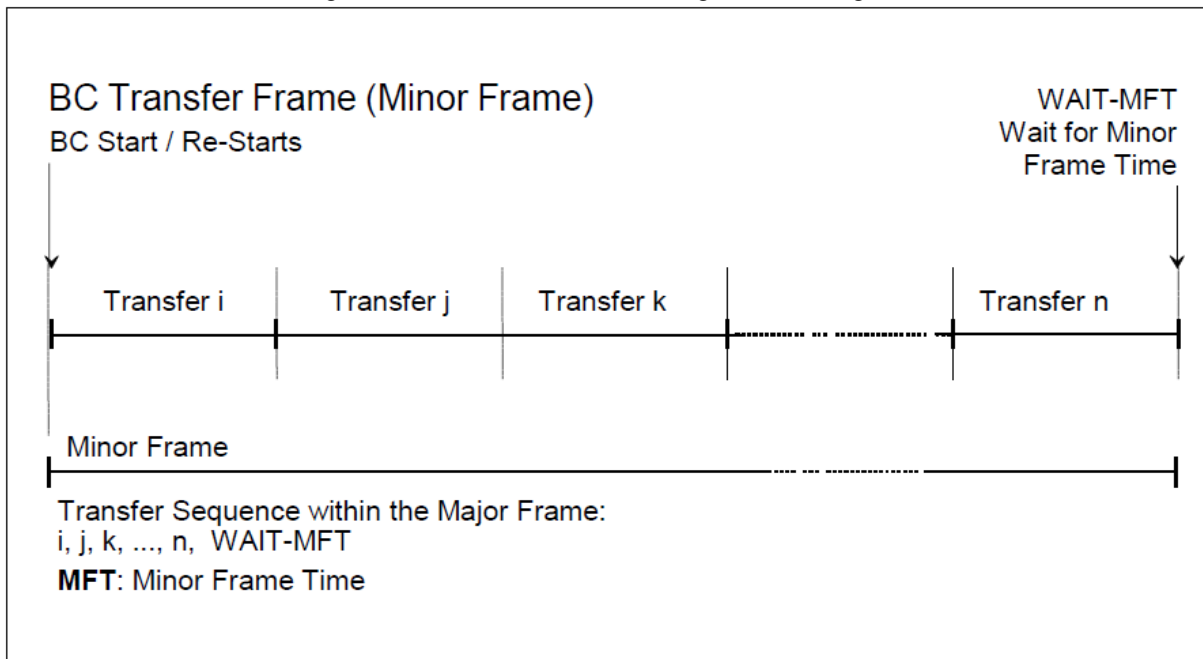 BC Transfer Frame (Minor Frame)
BC Start / Re-Starts
WAIT-MFT
Wait for Minor
Frame Time
Transfer i
Transfer j
Transfer k
Transfer n
Minor Frame
Transfer Sequence within the Major Frame:
i, j, k, ..., n, WAIT-MFT
MFT: Minor Frame Time